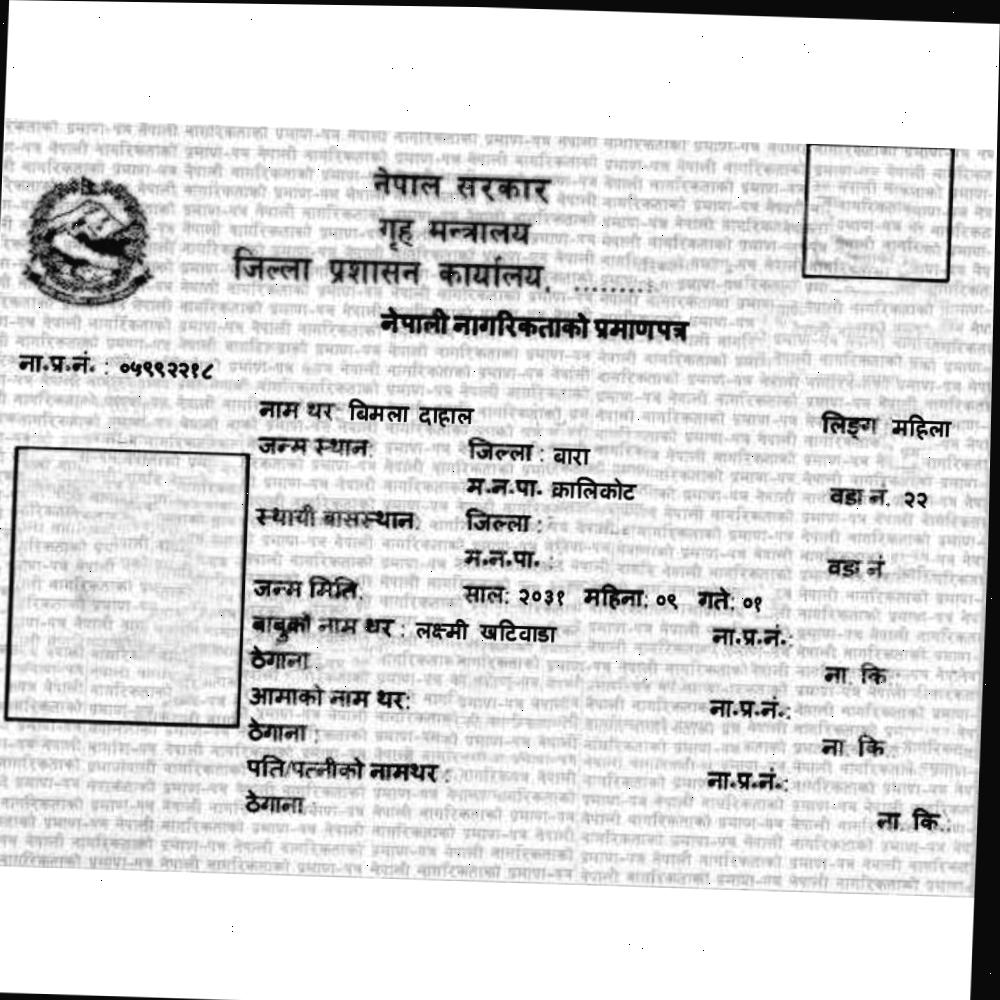 नेपाल सरकार
गृह मन्त्रालय
जिल्ला प्रशासन कार्यालय, .........
नेपाली नागरिकताको प्रमाणपत्र
ना.प्र.नं. : ०५९९२२१८
नाम थर: बिमला दाहाल लिङ्ग महिला
जन्म स्थान: जिल्ला : बारा
म.न.पा. कालिकोट वडा नं. २२
स्थायी बासस्थान: जिल्ला :
म.न.पा. : वडा नं
जन्म मिति: साल: २०३१ महिना: ०९ गते: ०१
बाबुको नाम थर : लक्ष्मी खटिवाडा ना.प्र.नं.:
ठेगाना : ना. कि.:
आमाको नाम थर: ना.प्र.नं.:
ठेगाना : ना कि.:
पति/पत्नीको नामथर : ना.प्र.नं.:
ठेगाना : ना. कि.: